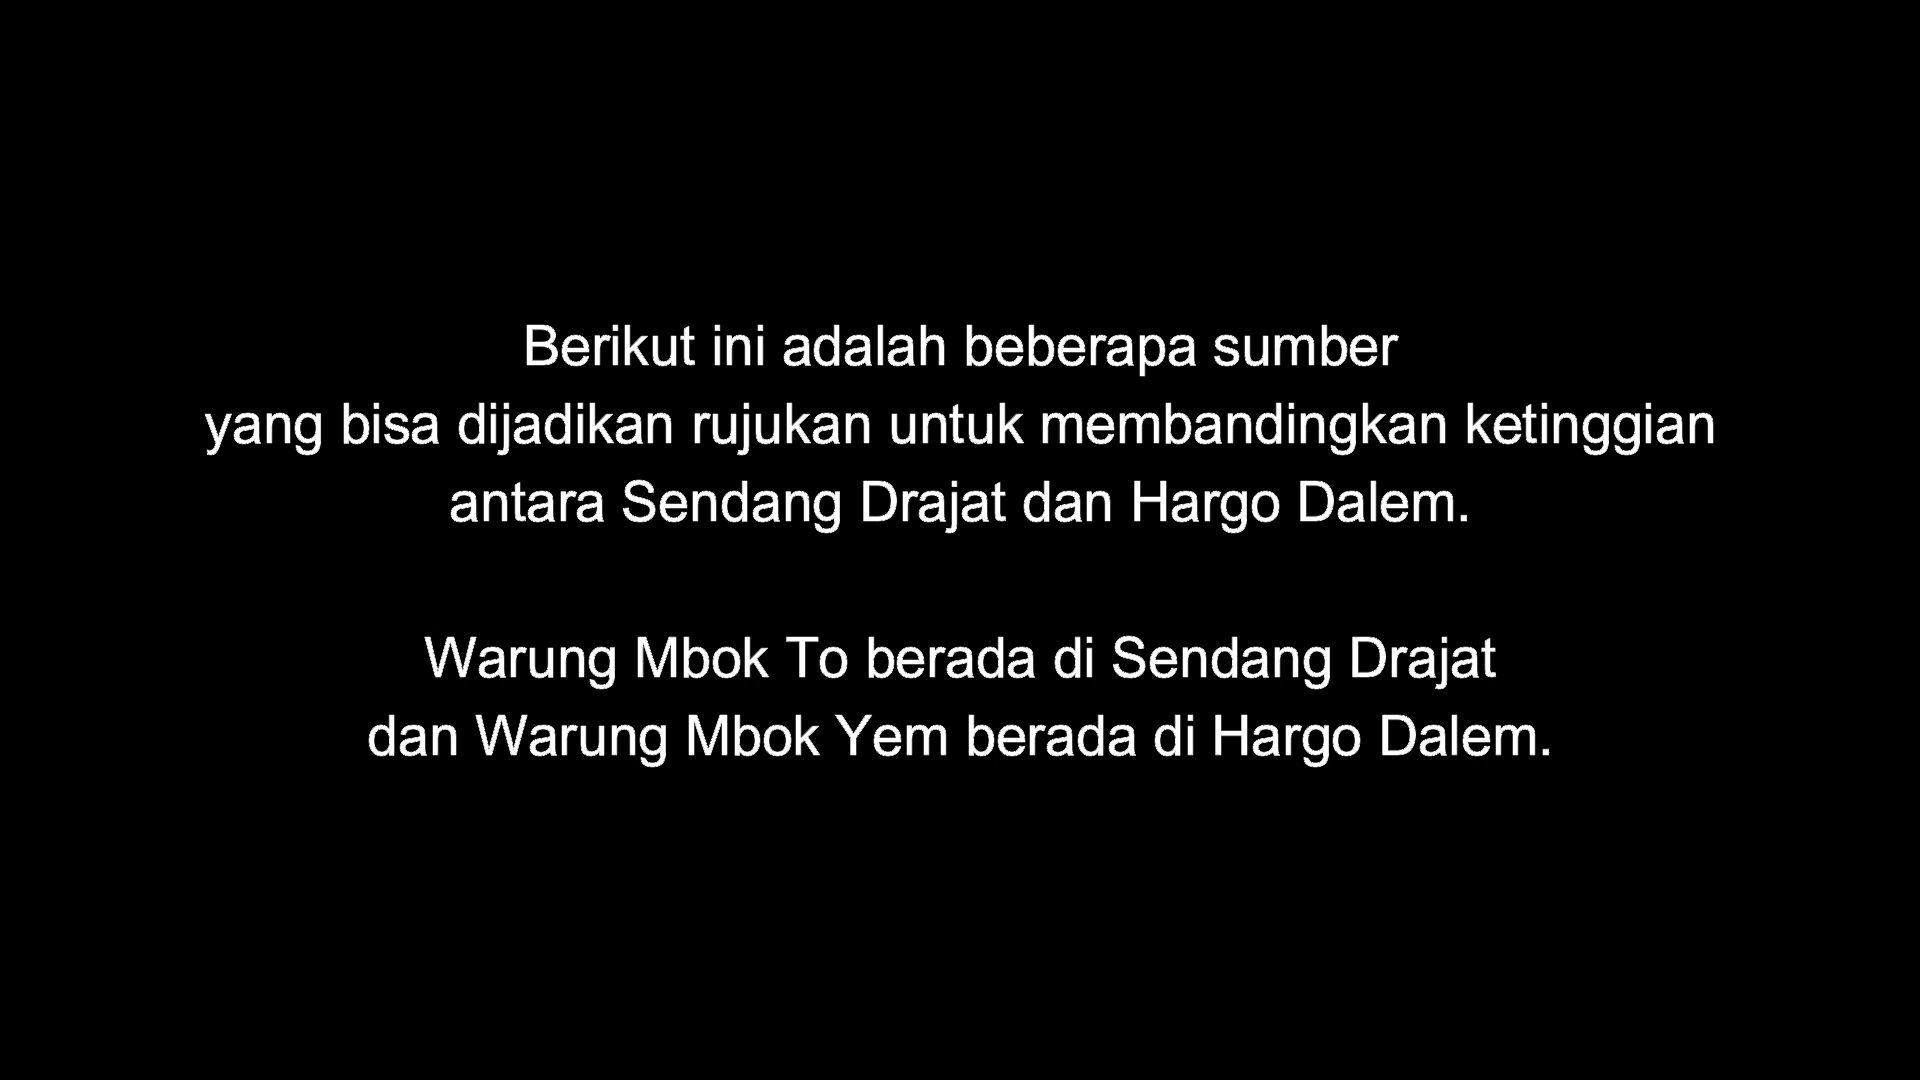 Berikut ini adalah beberapa sumber
yang bisa dijadikan rujukan untuk membandingkan ketinggian
antara Sendang Drajat dan Hargo Dalem.
Warung Mbok To berada di Sendang Drajat
dan Warung Mbok Yem berada di Hargo Dalem.